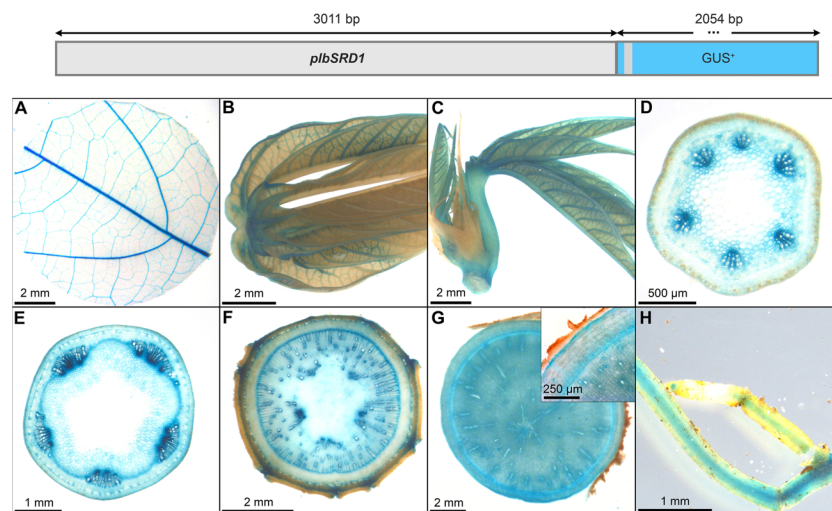 3011 bp 2054 bp
...
pIbSRD1 GUS⁺
A B C D
2 mm 2 mm 2 mm 500 µm
E F G H
250 µm
1 mm 2 mm 2 mm 1 mm